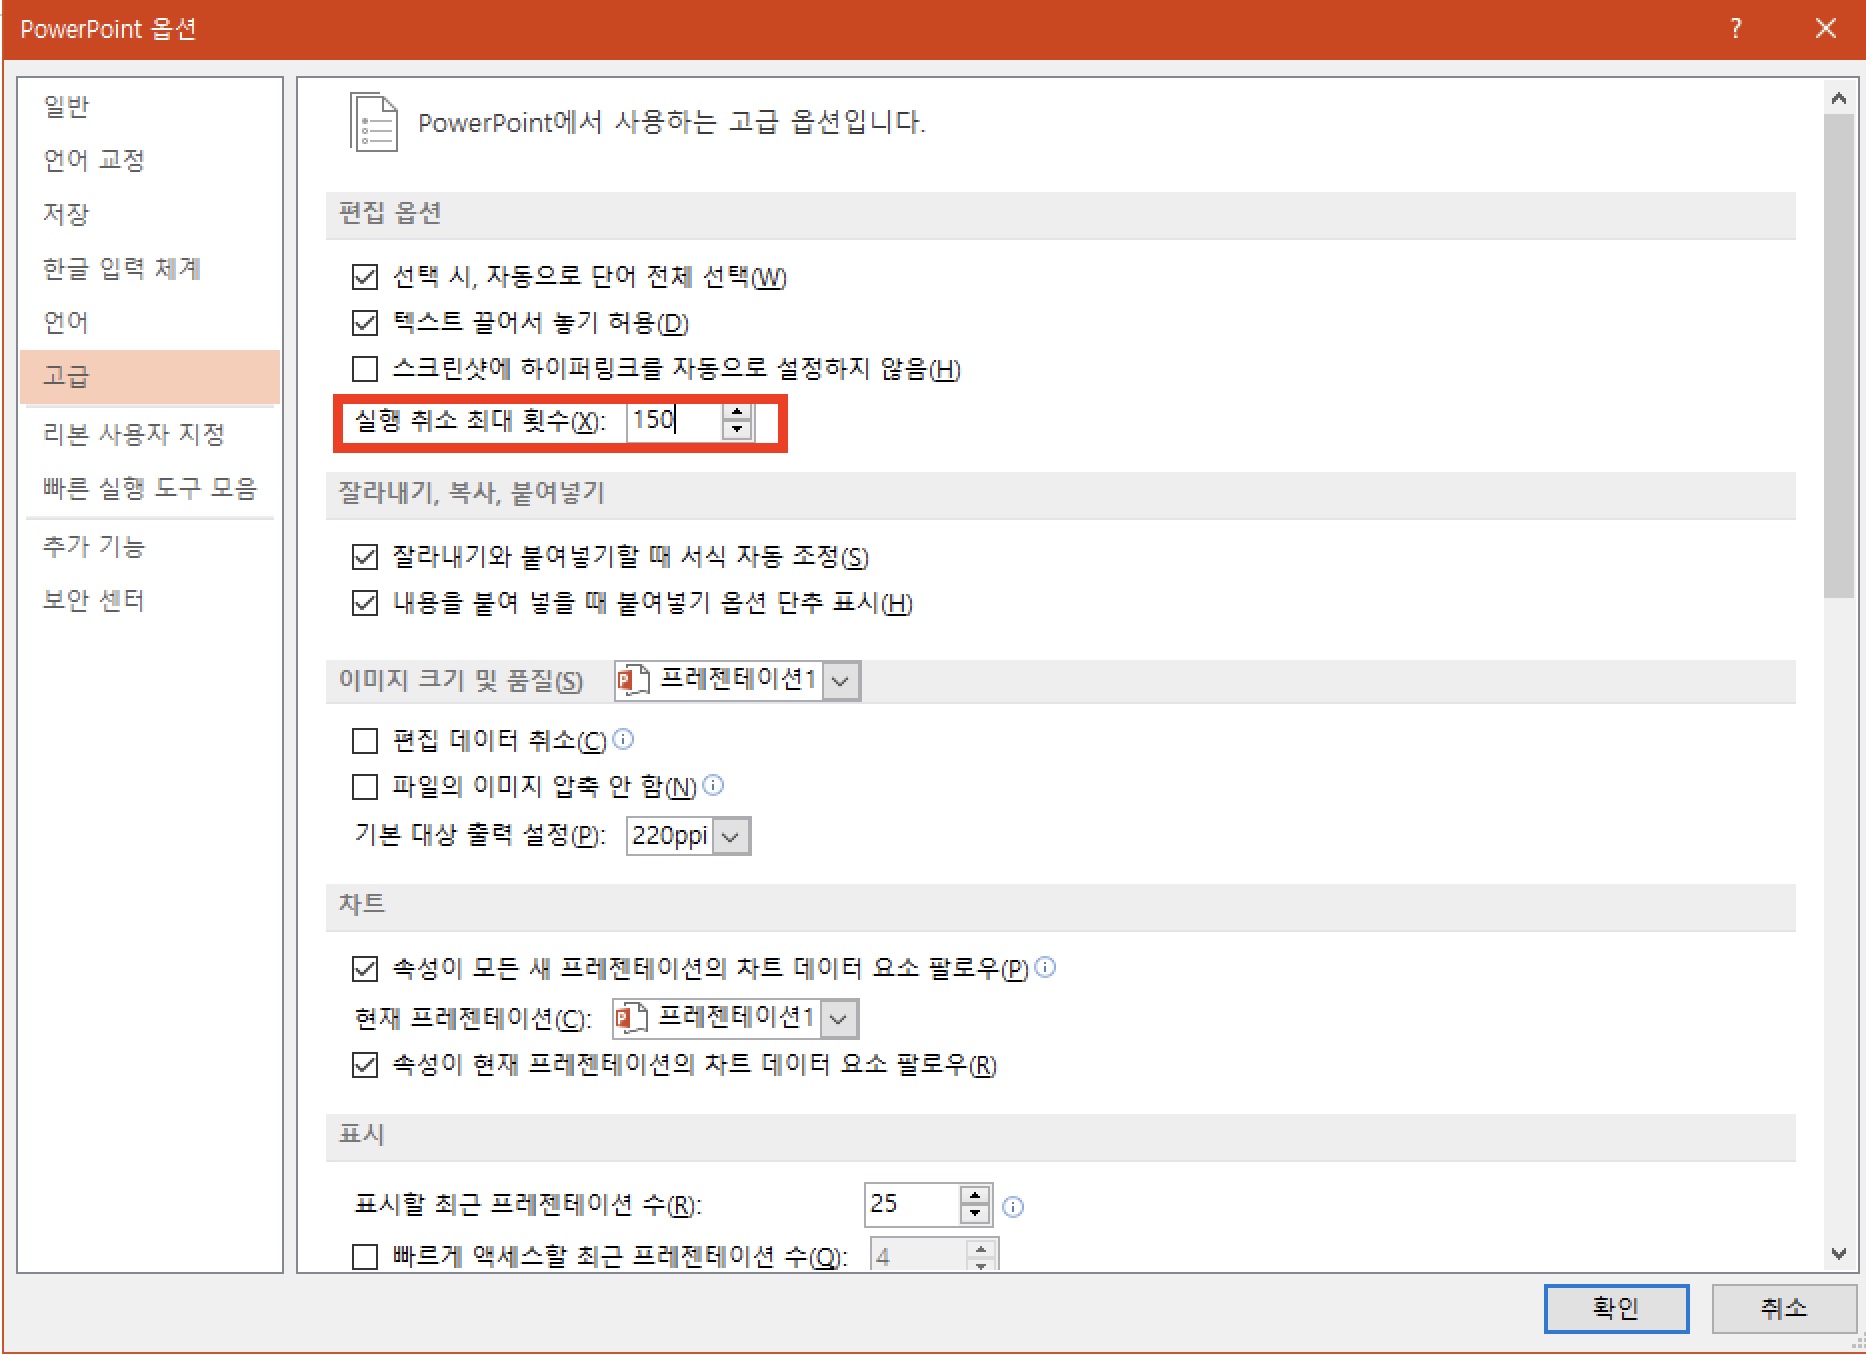 PowerPoint 옵션
?
일반
언어 교정
저장
한글 입력 체계
언어
고급
리본 사용자 지정
빠른 실행 도구 모음
추가 기능
보안 센터
PowerPoint에서 사용하는 고급 옵션입니다.
편집 옵션
선택 시, 자동으로 단어 전체 선택(W)
텍스트 끌어서 놓기 허용(D)
스크린샷에 하이퍼링크를 자동으로 설정하지 않음(H)
실행 취소 최대 횟수(X): 150
잘라내기, 복사, 붙여넣기
잘라내기와 붙여넣기할 때 서식 자동 조정(S)
내용을 붙여 넣을 때 붙여넣기 옵션 단추 표시(H)
이미지 크기 및 품질(S) 프레젠테이션1
편집 데이터 취소(C)
파일의 이미지 압축 안 함(N)
기본 대상 출력 설정(P): 220ppi
차트
속성이 모든 새 프레젠테이션의 차트 데이터 요소 팔로우(P)
현재 프레젠테이션(C): 프레젠테이션1
속성이 현재 프레젠테이션의 차트 데이터 요소 팔로우(R)
표시
표시할 최근 프레젠테이션 수(R): 25
빠르게 액세스할 최근 프레젠테이션 수(Q): 4
확인 취소